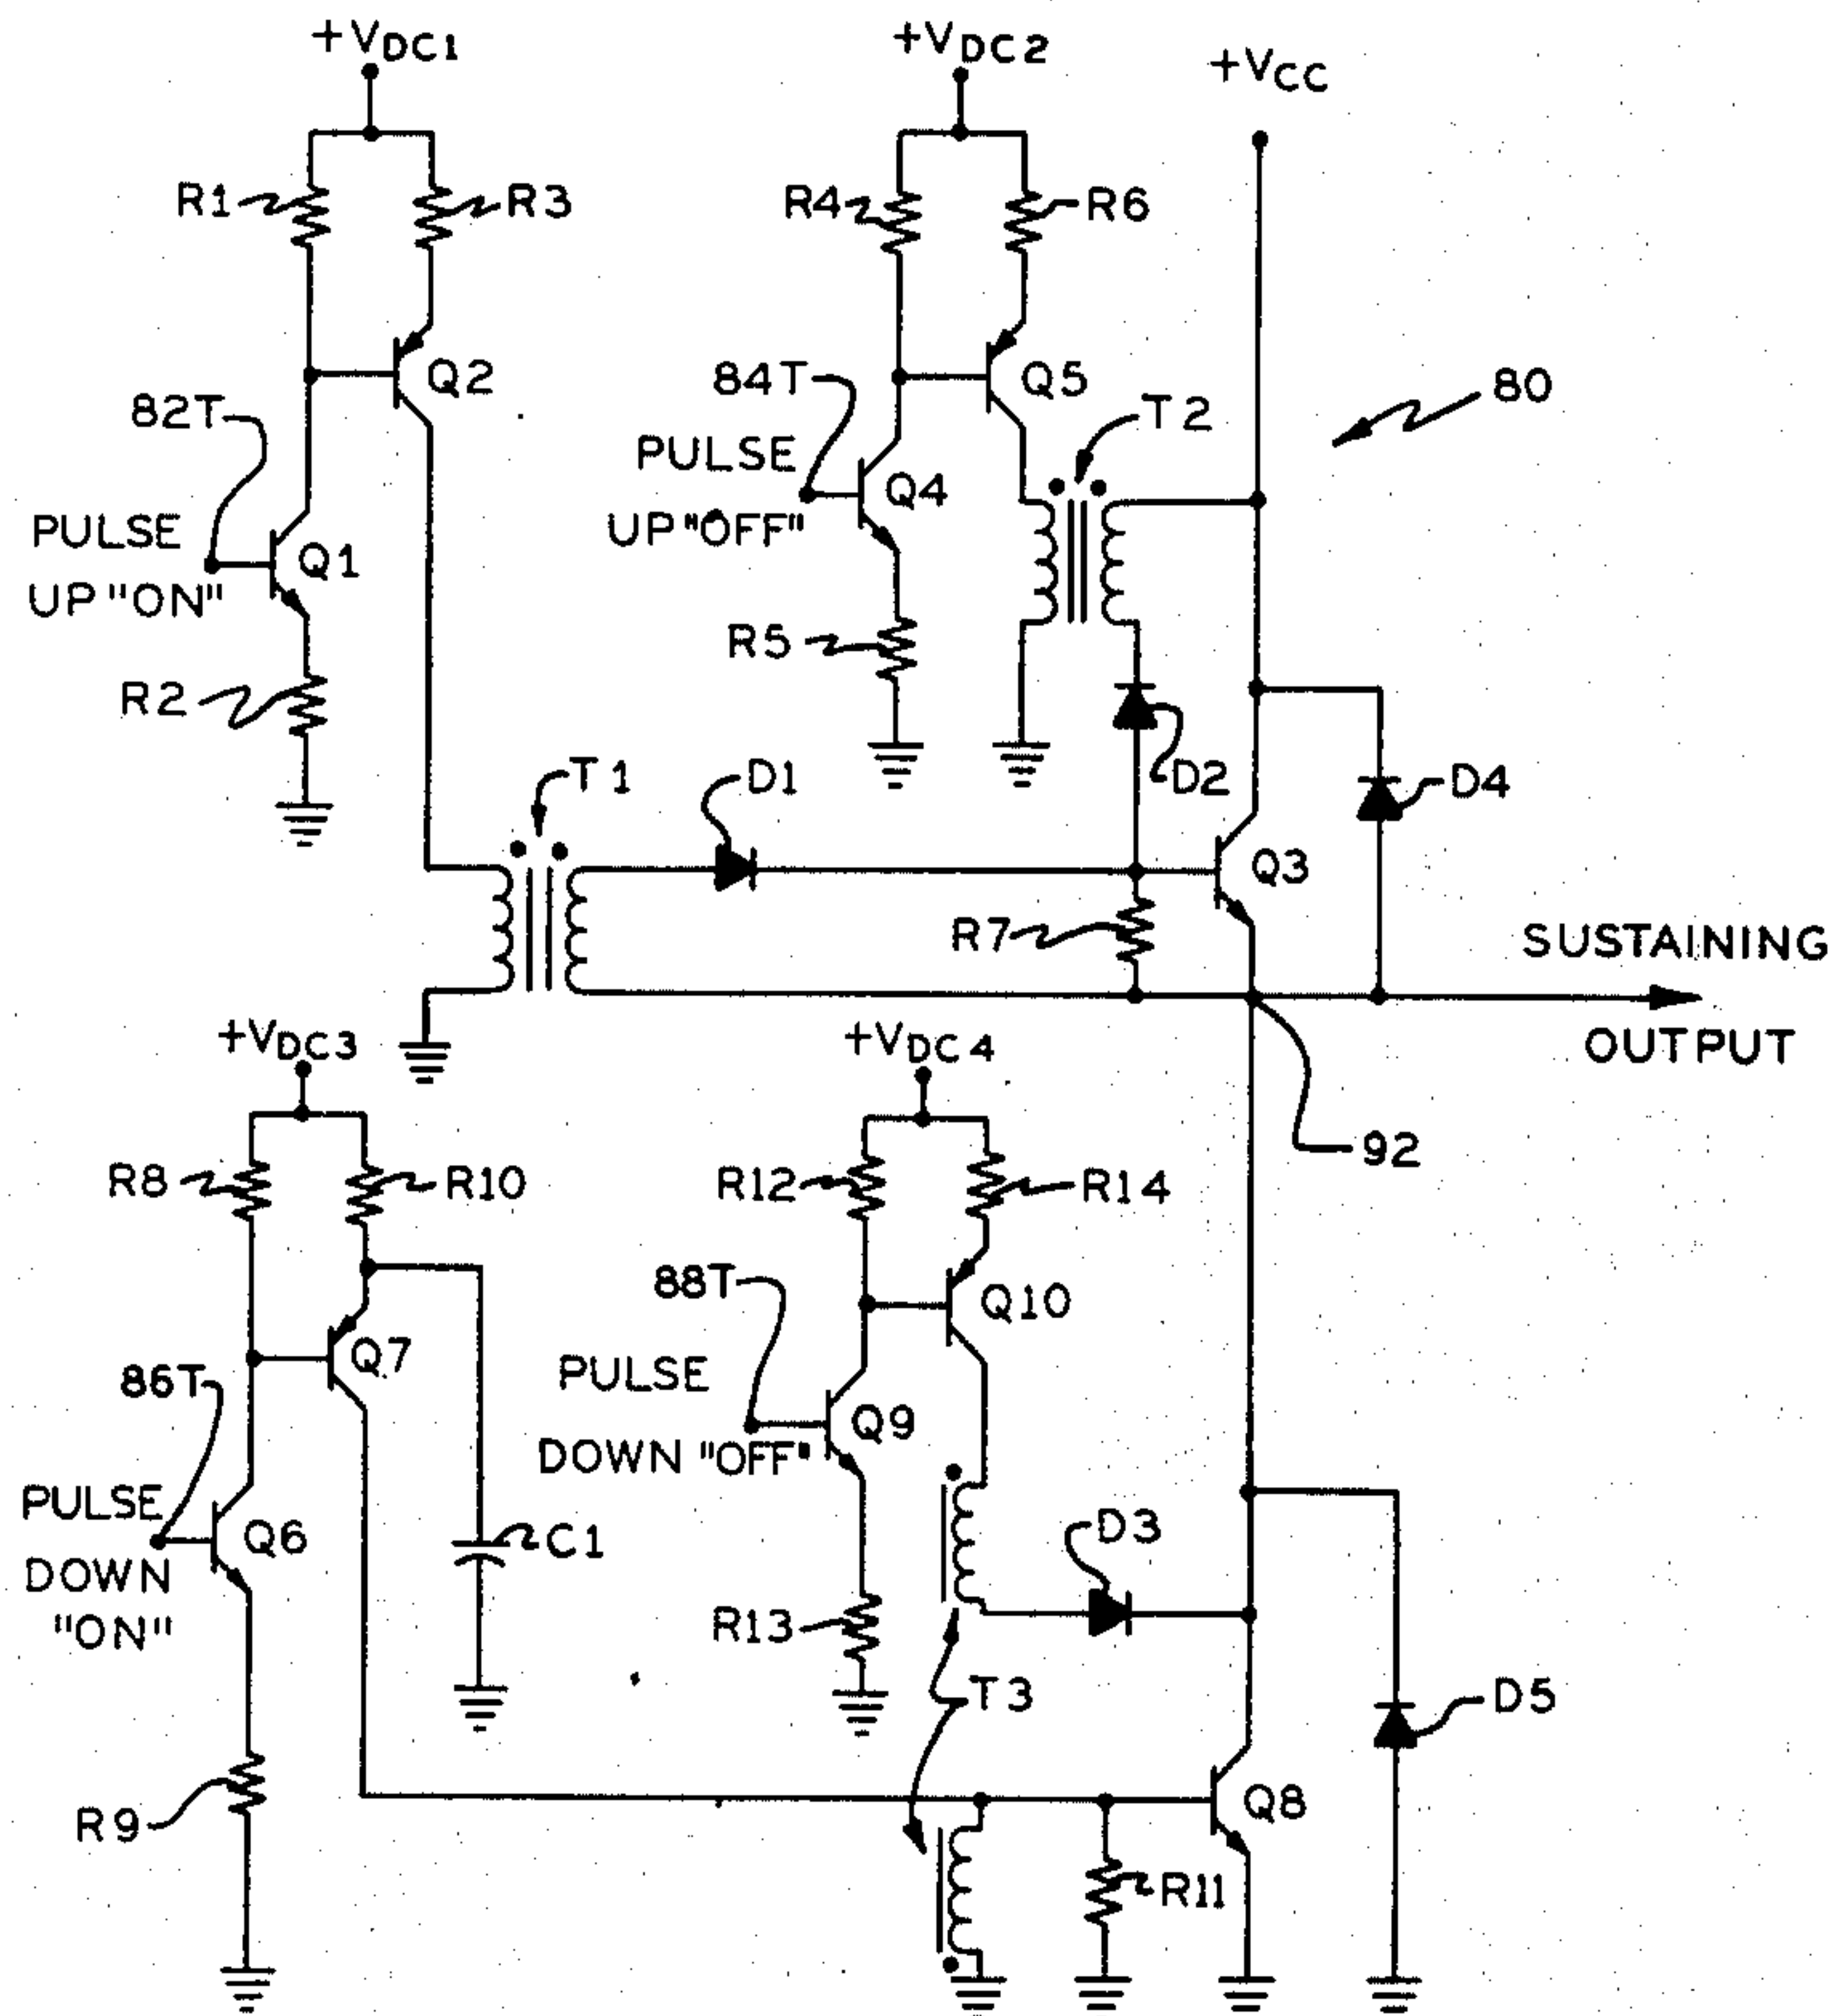 +VDC1
+VDC2
+VCC
R1
R3
R4
R6
Q2
Q5
80
82T
84T
T2
PULSE
UP "OFF"
Q4
PULSE
UP "ON"
Q1
R5
R2
T1
D1
D2
D4
Q3
R7
SUSTAINING
OUTPUT
+VDC3
+VDC4
92
R8
R10
R12
R14
88T
Q10
Q7
86T
PULSE
DOWN "OFF"
Q9
PULSE
DOWN
"ON"
Q6
C1
D3
R13
T3
D5
R9
Q8
R11